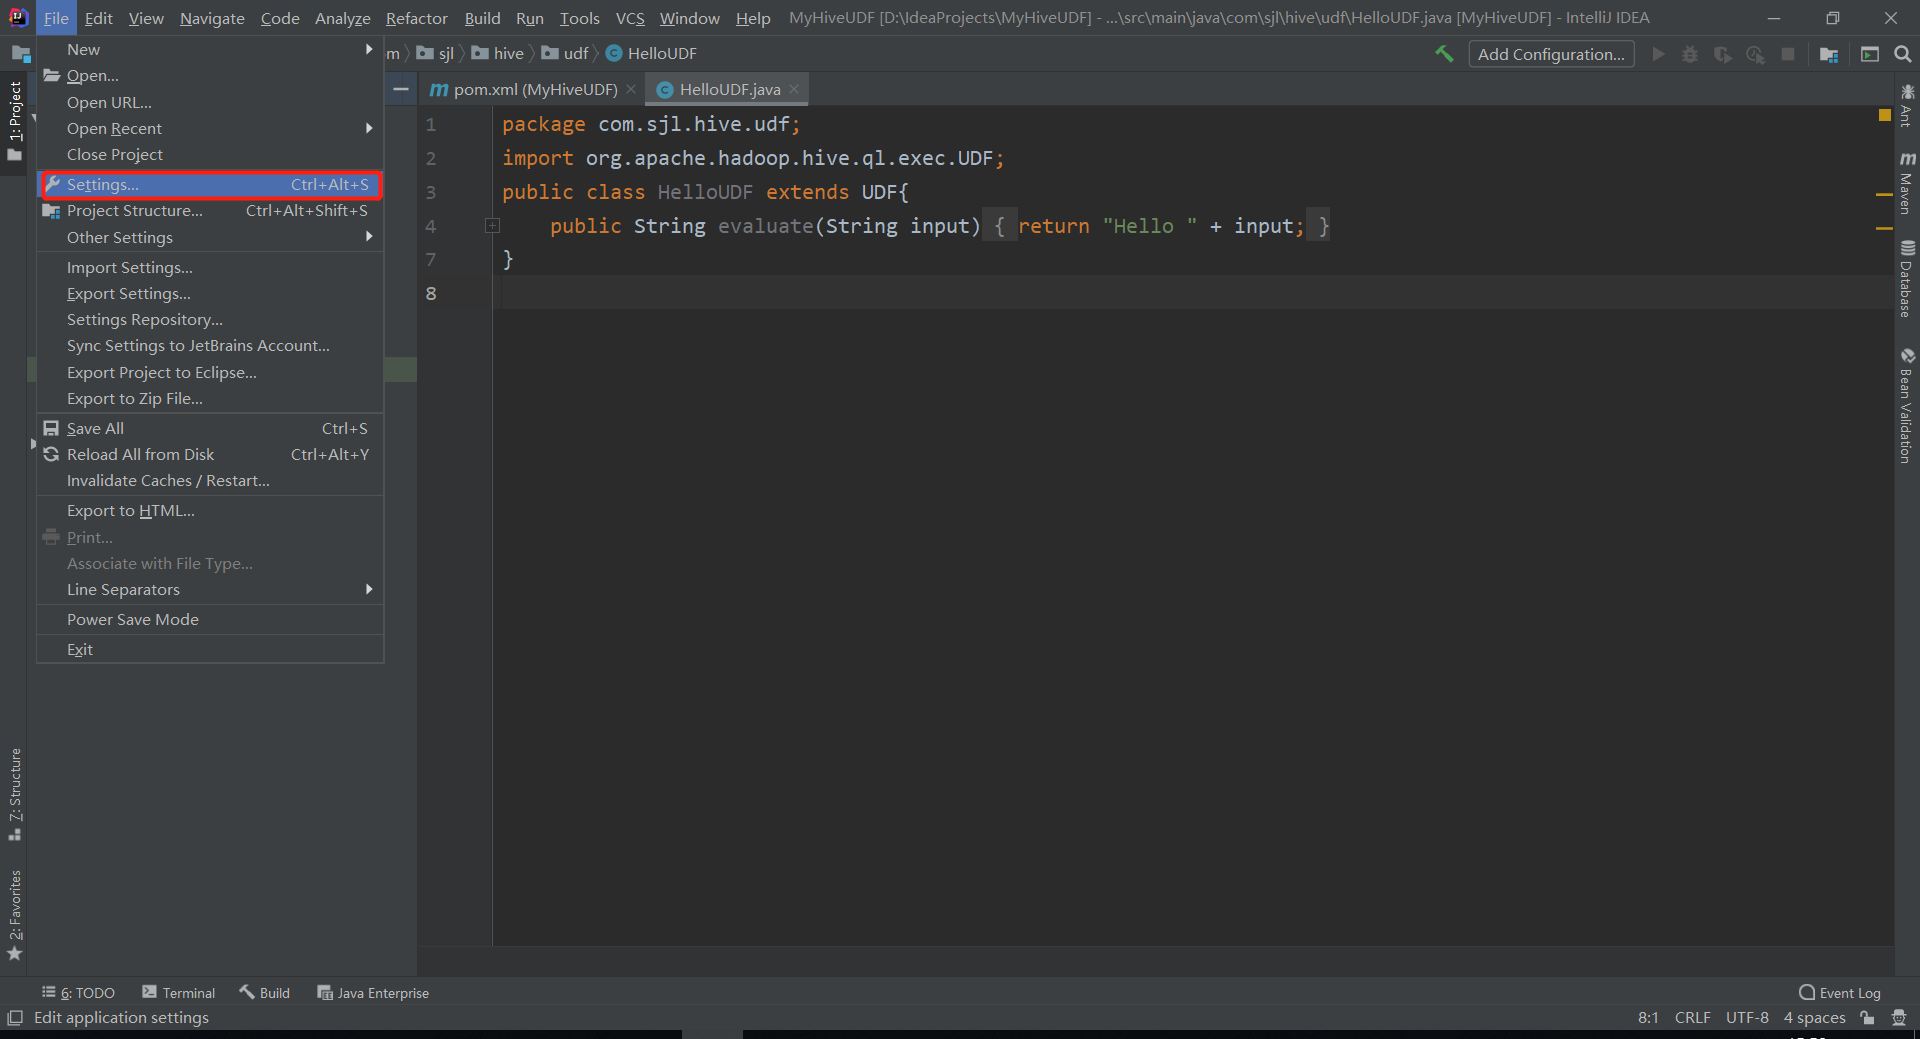 File Edit View Navigate Code Analyze Refactor Build Run Tools VCS Window Help MyHiveUDF [D:\IdeaProjects\MyHiveUDF] - ...\src\main\java\com\sjl\hive\udf\HelloUDF.java [MyHiveUDF] - IntelliJ IDEA
m sjl hive udf HelloUDF Add Configuration...
New
Open...
Open URL...
Open Recent
Close Project
Settings... Ctrl+Alt+S
Project Structure... Ctrl+Alt+Shift+S
Other Settings
Import Settings...
Export Settings...
Settings Repository...
Sync Settings to JetBrains Account...
Export Project to Eclipse...
Export to Zip File...
Save All Ctrl+S
Reload All from Disk Ctrl+Alt+Y
Invalidate Caches / Restart...
Export to HTML...
Print...
Associate with File Type...
Line Separators
Power Save Mode
Exit
1: Project
7: Structure
2: Favorites
pom.xml (MyHiveUDF) HelloUDF.java
1 package com.sjl.hive.udf;
2 import org.apache.hadoop.hive.ql.exec.UDF;
3 public class HelloUDF extends UDF{
4 public String evaluate(String input) { return "Hello " + input; }
7 }
8
Ant
Maven
Database
Bean Validation
6: TODO Terminal Build Java Enterprise Event Log
Edit application settings 8:1 CRLF UTF-8 4 spaces